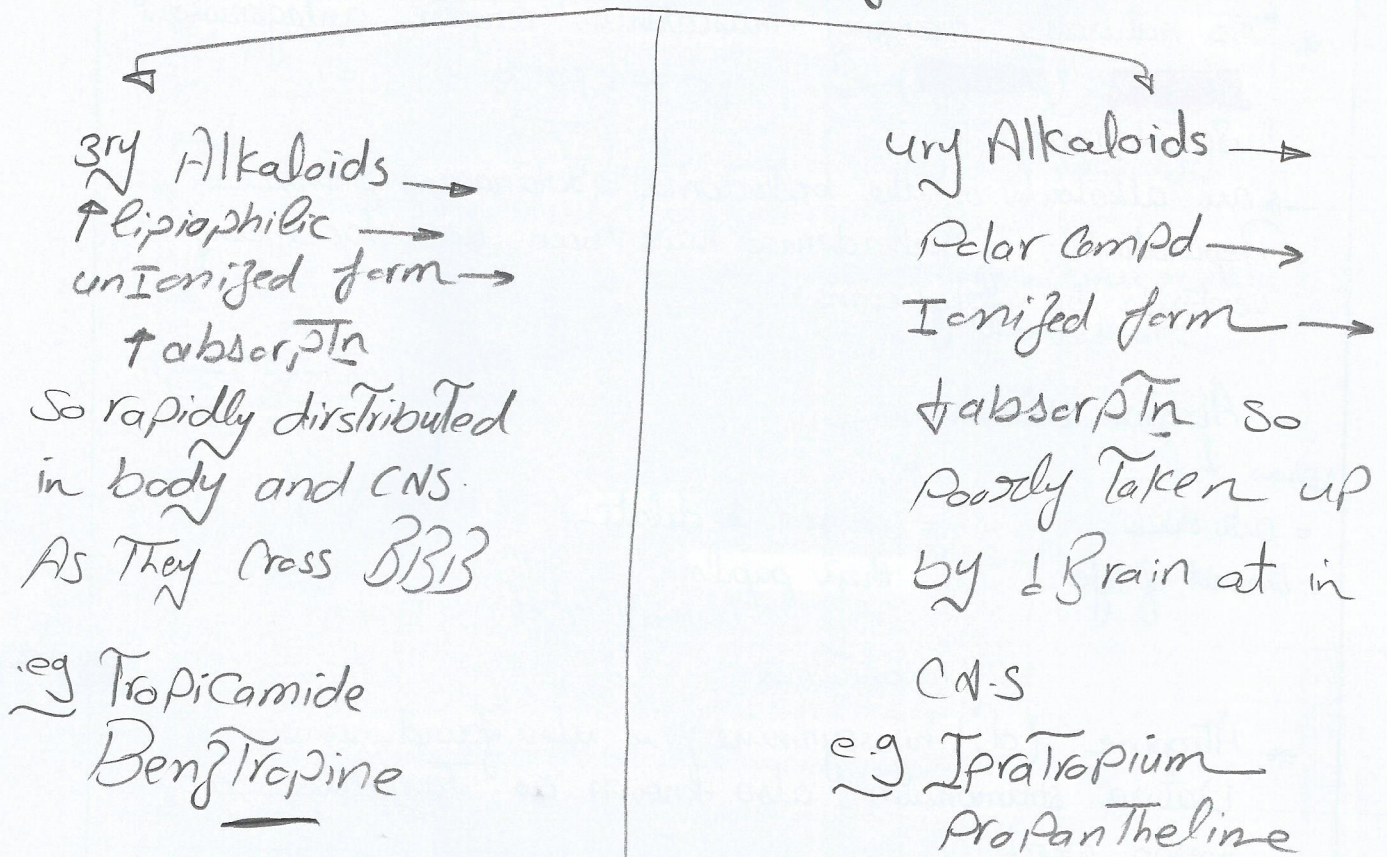 3ry Alkaloids →
↑ lipiophilic →
unIonized form →
↑ absorpTn
So rapidly dirsTribuTed
in body and CNS.
As They Cross BBB
.eg TroPiCamide
BenzTropine
4ry Alkaloids →
Polar ComPd →
Ionized form →
↓ absorpTn so
Poorly Taken up
by Brain at in
CNS
e.g IpraTropium
ProPanTheline